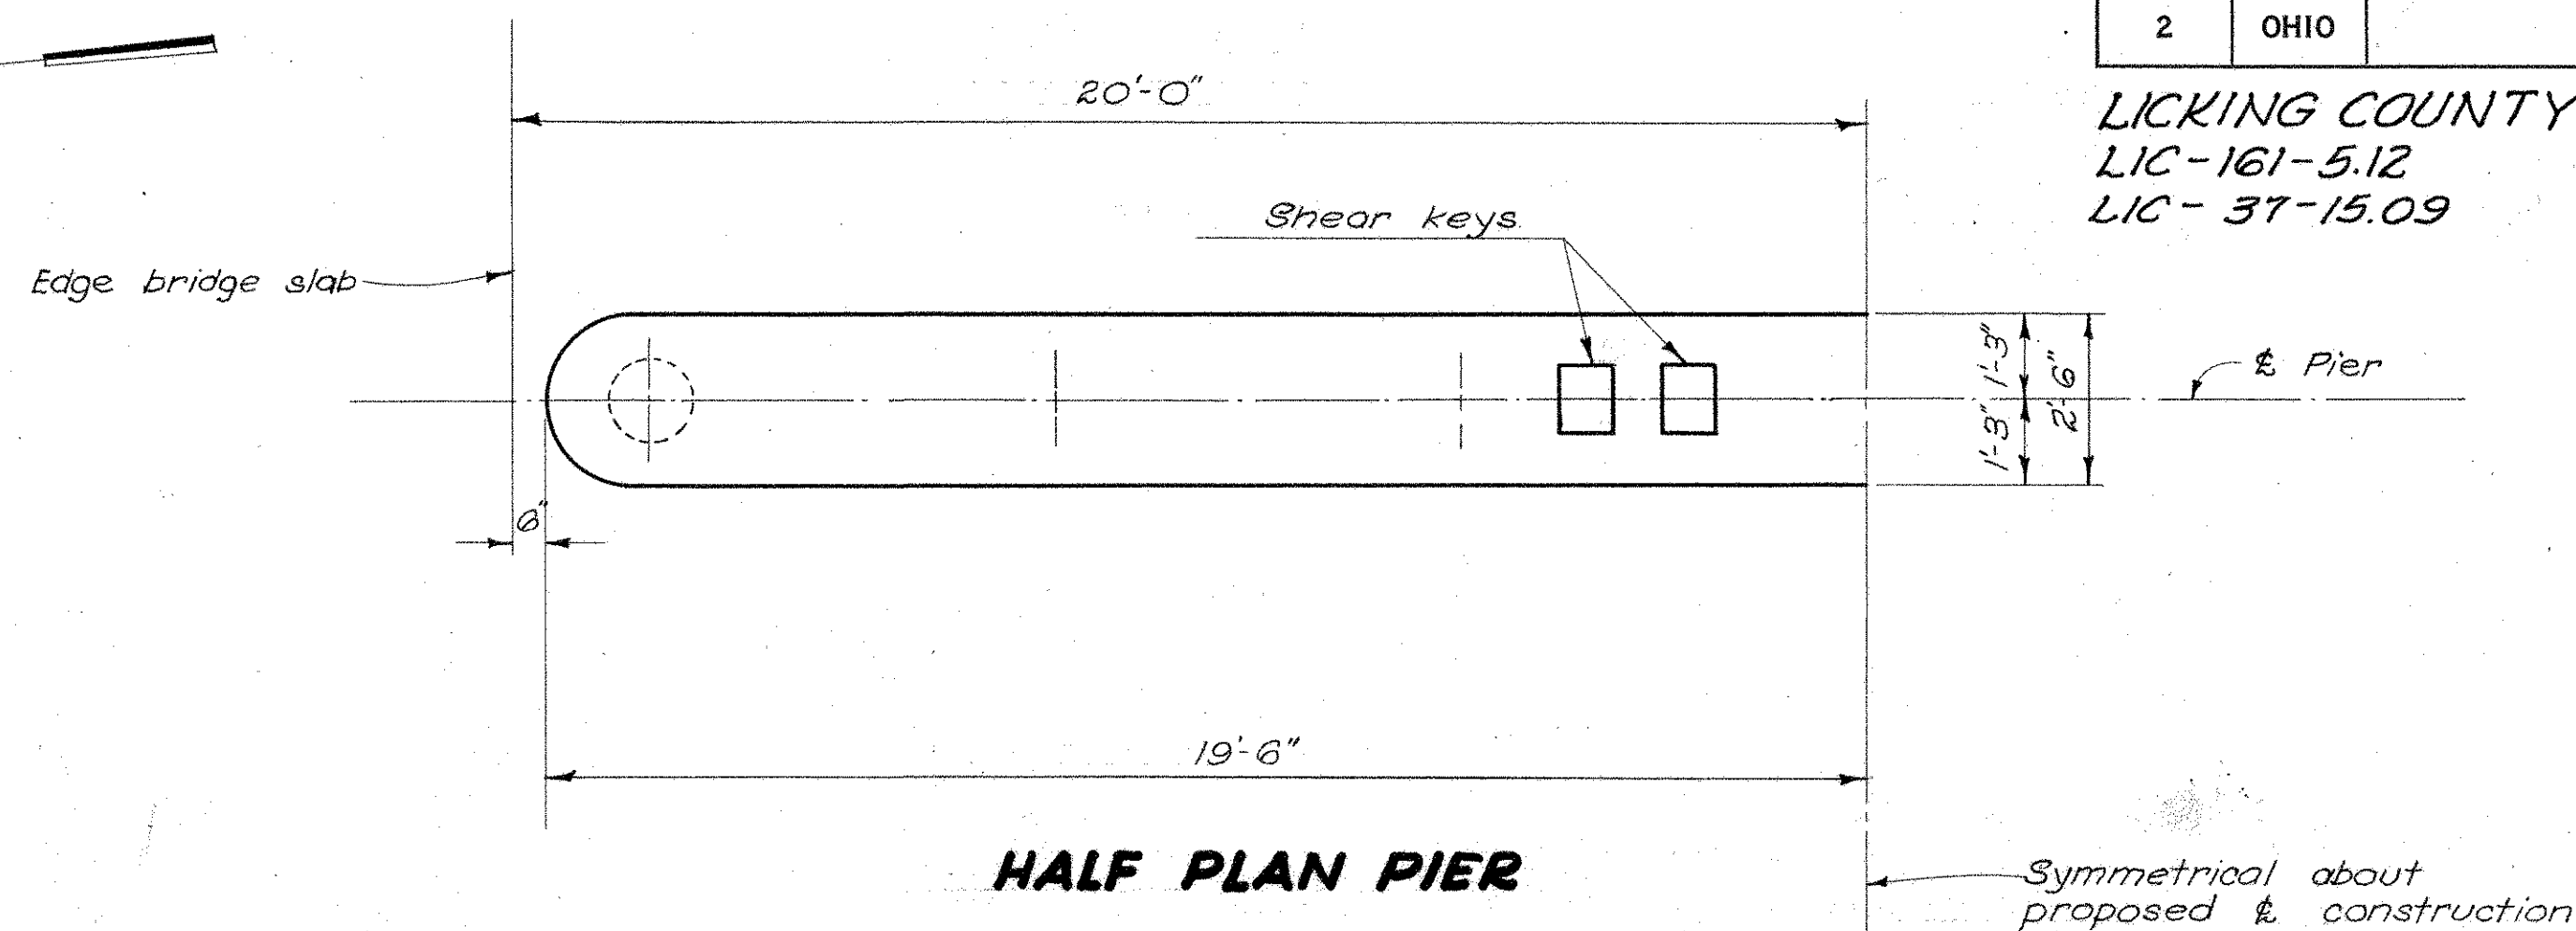 2 OHIO
LICKING COUNTY
LIC-161-5.12
LIC-37-15.09
20'-0"
Shear keys
Edge bridge slab
1'-3" 1'-3"
2'-6"
℄ Pier
6"
19'-6"
HALF PLAN PIER
Symmetrical about
proposed ℄ construction